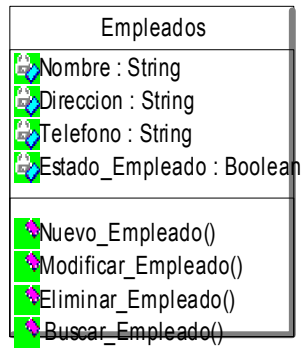 Empleados
Nombre : String
Direccion : String
Telefono : String
Estado_Empleado : Boolean
Nuevo_Empleado()
Modificar_Empleado()
Eliminar_Empleado()
Buscar_Empleado()